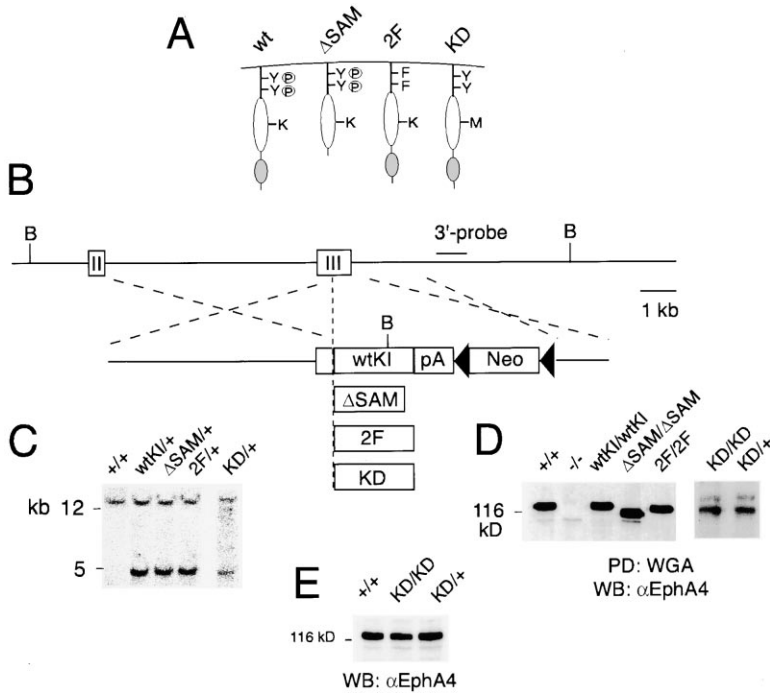 A
wt ΔSAM 2F KD
Y P Y P F Y
Y P Y P F Y
K K K M
B
B 3'-probe B
II III
1 kb
B
wtKI pA Neo
ΔSAM
2F
KD
C
+/+ wtKI/+ ΔSAM/+ 2F/+ KD/+
kb 12
5
D
+/+ -/- wtKI/wtKI ΔSAM/ΔSAM 2F/2F KD/KD KD/+
116
kD
PD: WGA
WB: αEphA4
E
+/+ KD/KD KD/+
116 kD
WB: αEphA4